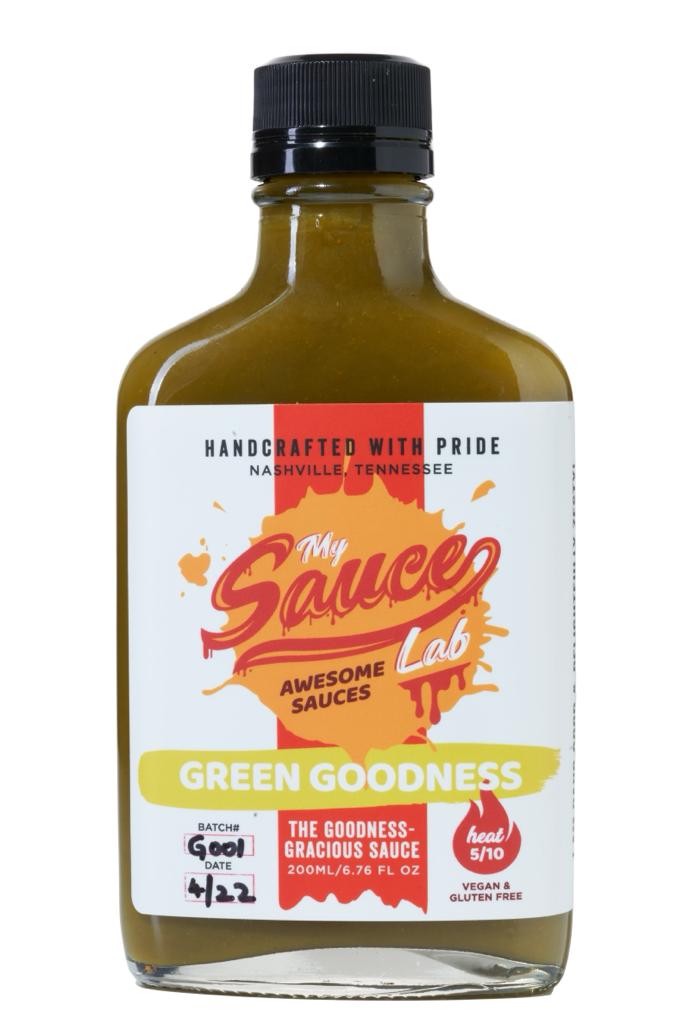 HANDCRAFTED WITH PRIDE
NASHVILLE, TENNESSEE
My
Sauce
Lab
AWESOME
SAUCES
GREEN GOODNESS
BATCH#
G001
DATE
4/22
THE GOODNESS-
GRACIOUS SAUCE
200ML/6.76 FL OZ
heat
5/10
VEGAN &
GLUTEN FREE